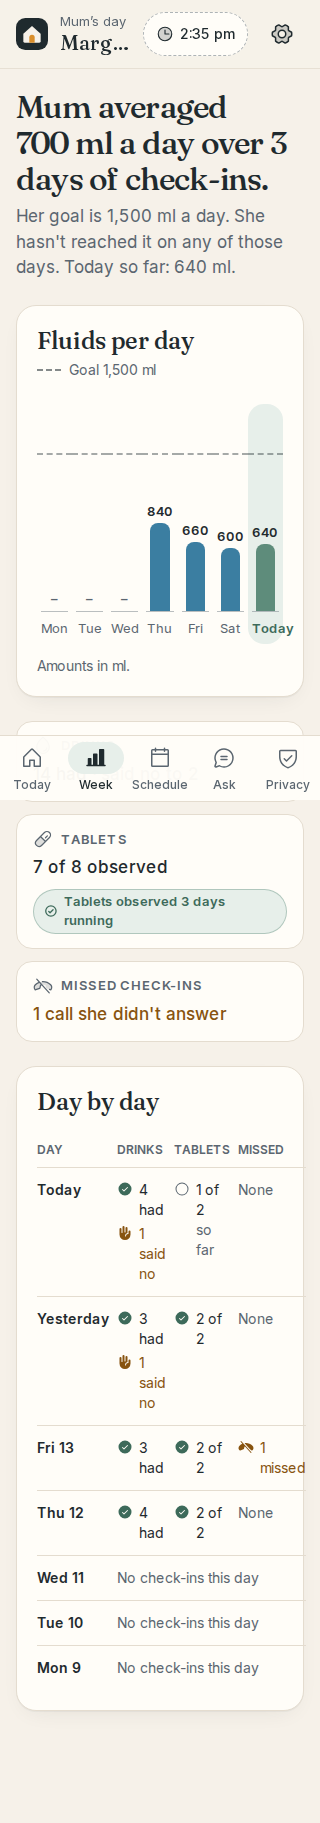 Mum's day
Marg...
2:35 pm
Mum averaged
700 ml a day over 3
days of check-ins.
Her goal is 1,500 ml a day. She
hasn't reached it on any of those
days. Today so far: 640 ml.
Fluids per day
Goal 1,500 ml
840
660
600
640
– – –
Mon Tue Wed Thu Fri Sat Today
Amounts in ml.
Today Week Schedule Ask Privacy
TABLETS
7 of 8 observed
Tablets observed 3 days
running
MISSED CHECK-INS
1 call she didn't answer
Day by day
DAY DRINKS TABLETS MISSED
Today 4 had 1 said no 1 of 2 so far None
Yesterday 3 had 1 said no 2 of 2 None
Fri 13 3 had 2 of 2 1 missed
Thu 12 4 had 2 of 2 None
Wed 11 No check-ins this day
Tue 10 No check-ins this day
Mon 9 No check-ins this day